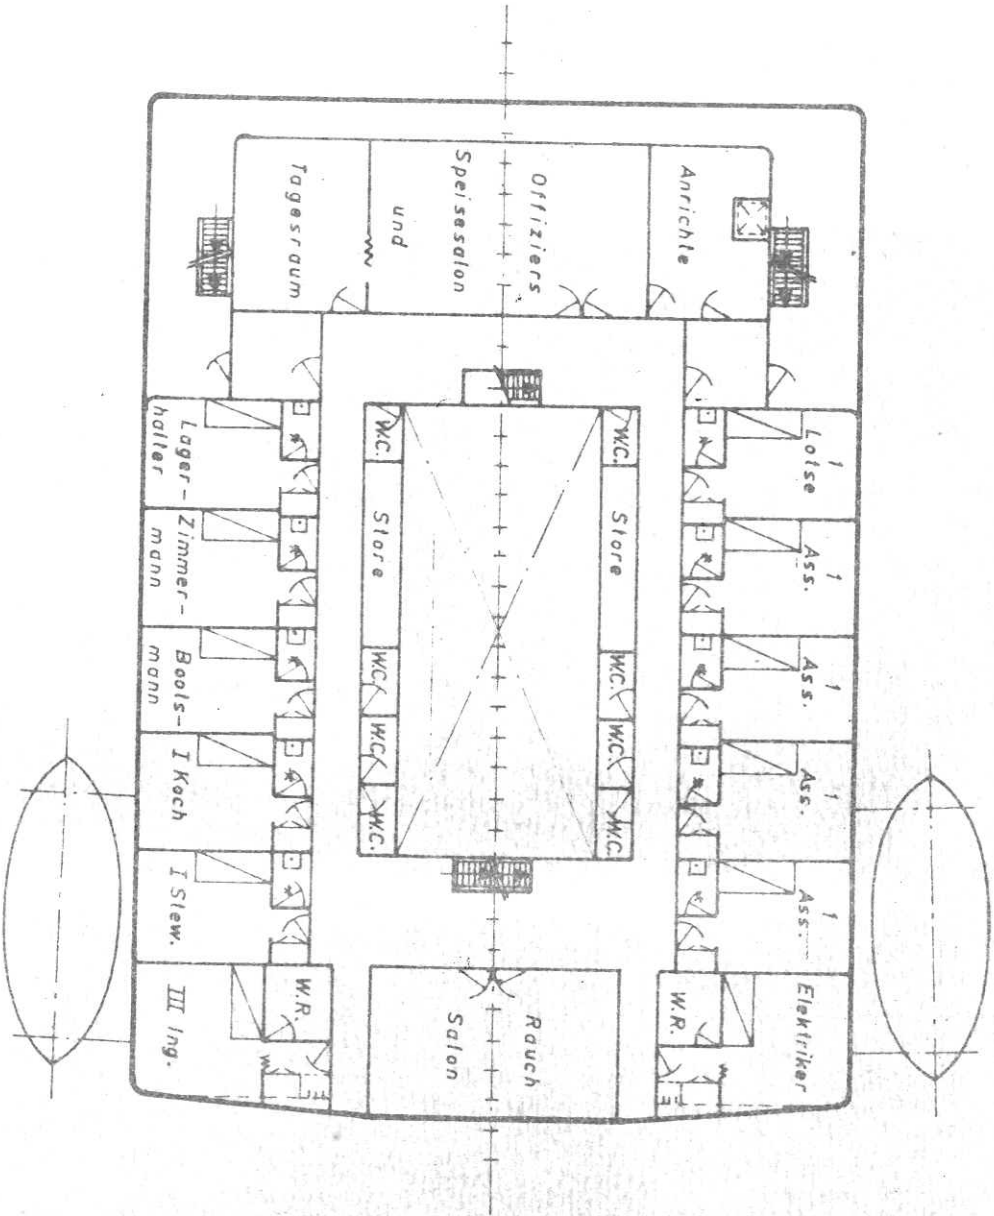 Tagesraum
und
Speisesalon
Offiziers
Anrichte
Lager-
halter
W.C.
W.C.
1
Lotse
Zimmer-
mann
Store
Store
1
Ass.
Boots-
mann
W.C.
W.C.
1
Ass.
I Koch
W.C.
W.C.
1
Ass.
W.C.
W.C.
I Stew.
1
Ass.
III Ing.
W.R.
Rauch
Salon
W.R.
Elektriker